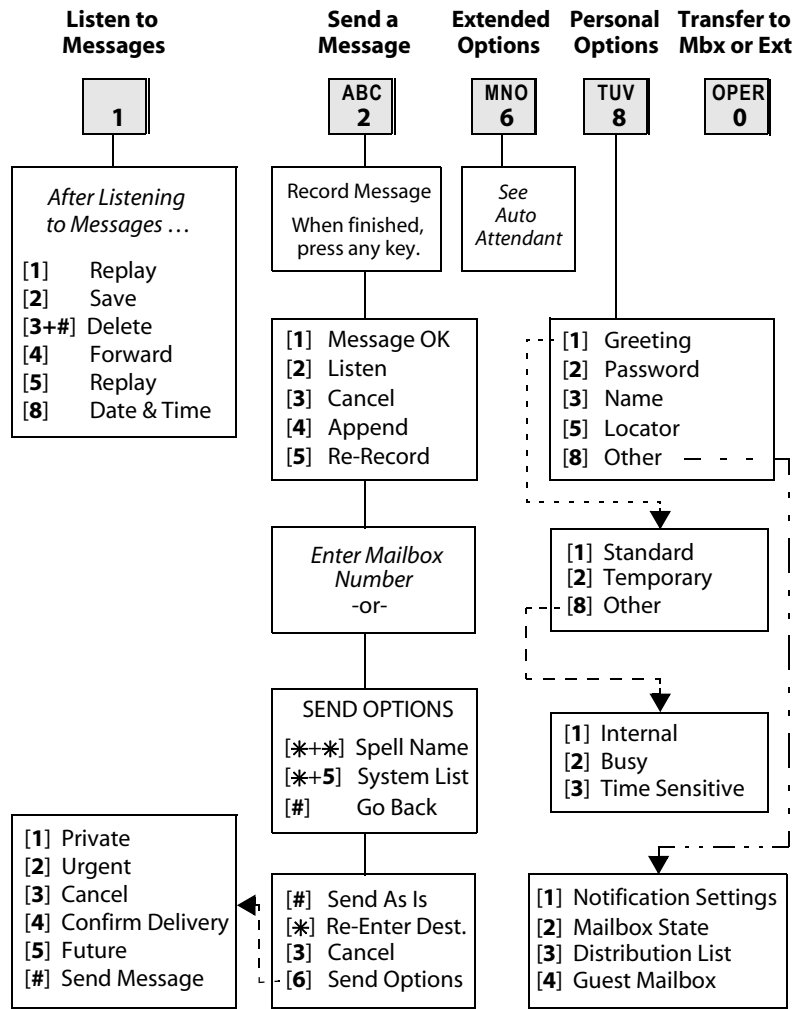 Listen to
Messages
Send a
Message
Extended
Options
Personal
Options
Transfer to
Mbx or Ext
1
ABC
2
MNO
6
TUV
8
OPER
0
After Listening
to Messages …
[1] Replay
[2] Save
[3+#] Delete
[4] Forward
[5] Replay
[8] Date & Time
Record Message
When finished,
press any key.
See
Auto
Attendant
[1] Message OK
[2] Listen
[3] Cancel
[4] Append
[5] Re-Record
[1] Greeting
[2] Password
[3] Name
[5] Locator
[8] Other
Enter Mailbox
Number
-or-
[1] Standard
[2] Temporary
[8] Other
SEND OPTIONS
[*+*] Spell Name
[*+5] System List
[#] Go Back
[1] Internal
[2] Busy
[3] Time Sensitive
[1] Private
[2] Urgent
[3] Cancel
[4] Confirm Delivery
[5] Future
[#] Send Message
[#] Send As Is
[*] Re-Enter Dest.
[3] Cancel
[6] Send Options
[1] Notification Settings
[2] Mailbox State
[3] Distribution List
[4] Guest Mailbox